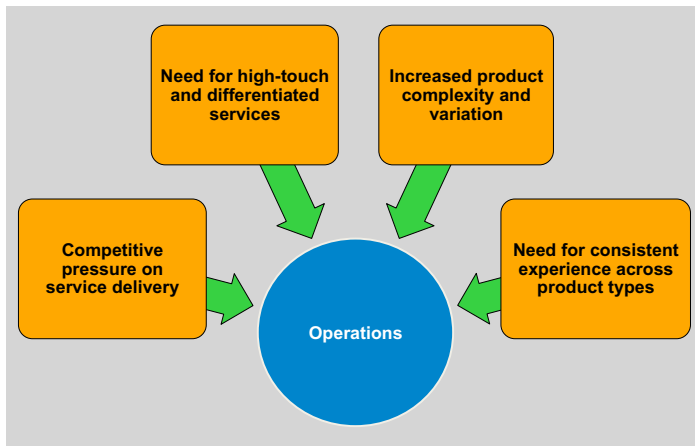 Need for high-touch
and differentiated
services
Increased product
complexity and
variation
Competitive
pressure on
service delivery
Need for consistent
experience across
product types
Operations